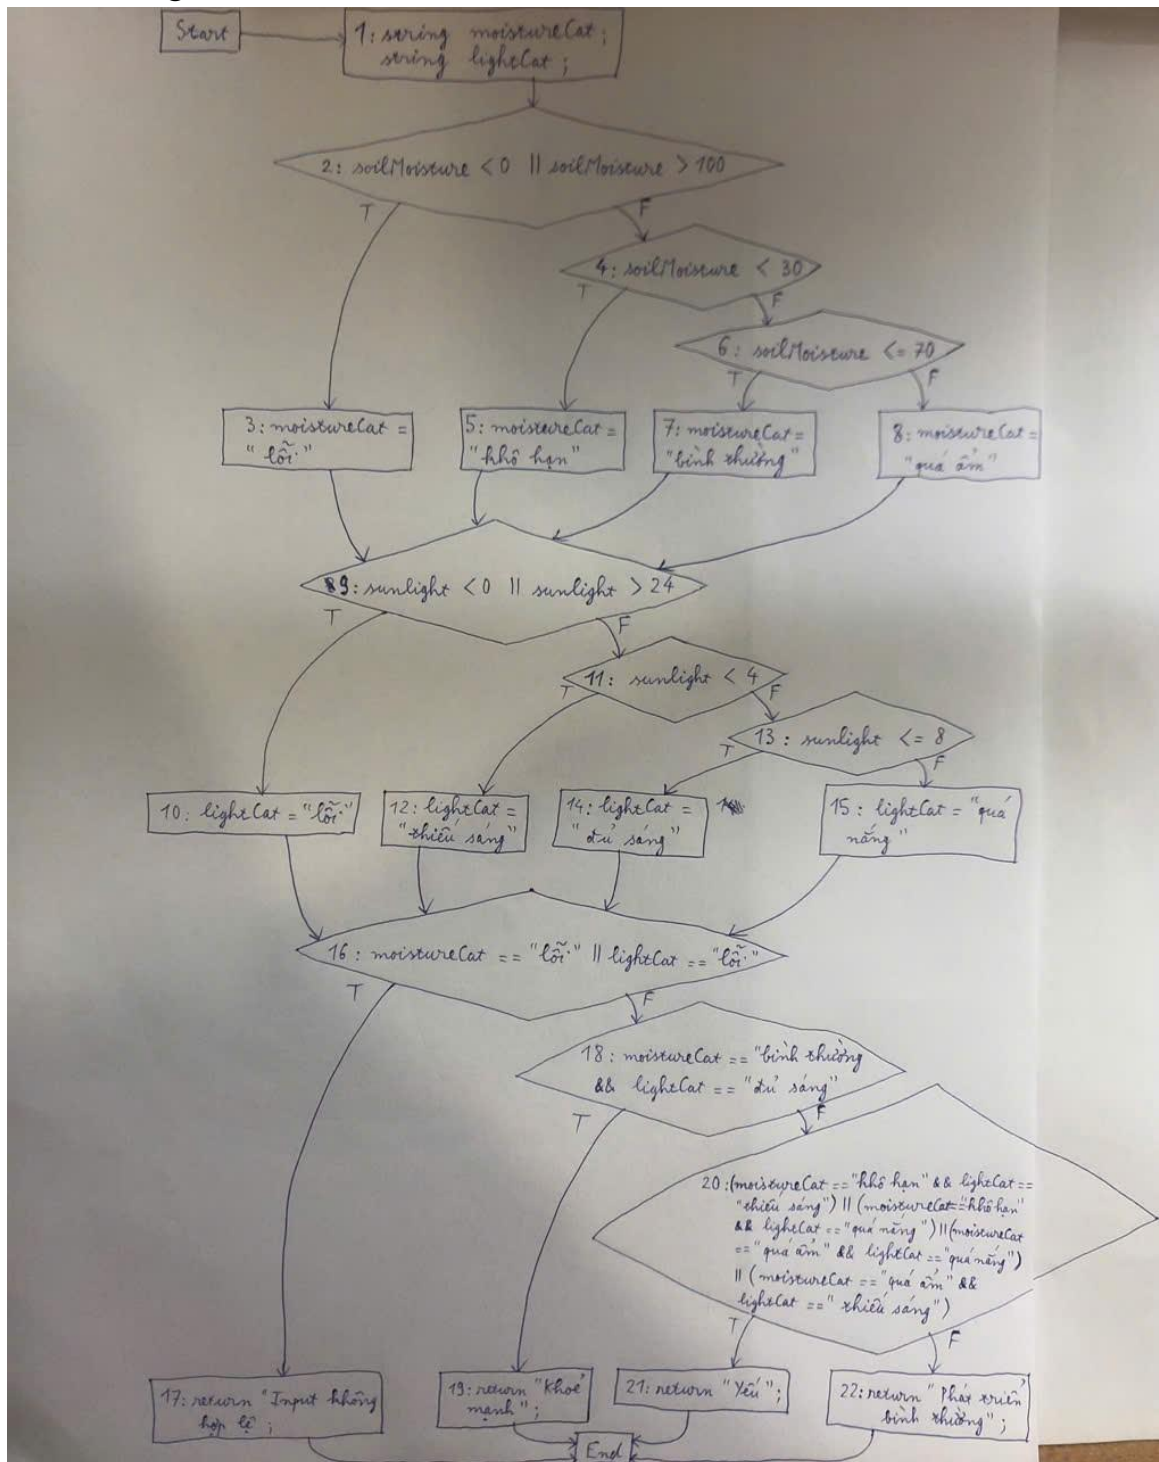 Start
1: string moistureCat;
string lightCat;
2: soilMoisture < 0 || soilMoisture > 100
T
F
4: soilMoisture < 30
T
F
6: soilMoisture <= 70
T
F
3: moistureCat =
"lỗi"
5: moistureCat =
"khô hạn"
7: moistureCat =
"bình thường"
8: moistureCat =
"quá ẩm"
9: sunlight < 0 || sunlight > 24
T
F
11: sunlight < 4
T
F
13: sunlight <= 8
T
F
10: lightCat = "lỗi"
12: lightCat =
"thiếu sáng"
14: lightCat =
"đủ sáng"
15: lightCat = "quá
nắng"
16: moistureCat == "lỗi" || lightCat == "lỗi"
T
F
18: moistureCat == "bình thường
&& lightCat == "đủ sáng"
T
F
20: (moistureCat == "khô hạn" && lightCat ==
"thiếu sáng") || (moistureCat == "khô hạn"
&& lightCat == "quá nắng") || (moistureCat
== "quá ẩm" && lightCat == "quá nắng")
|| (moistureCat == "quá ẩm" &&
lightCat == "thiếu sáng")
T
F
17: return "Input không
hợp lệ;
19: return "Khoẻ
mạnh";
21: return "Yếu";
22: return "Phát triển
bình thường";
End